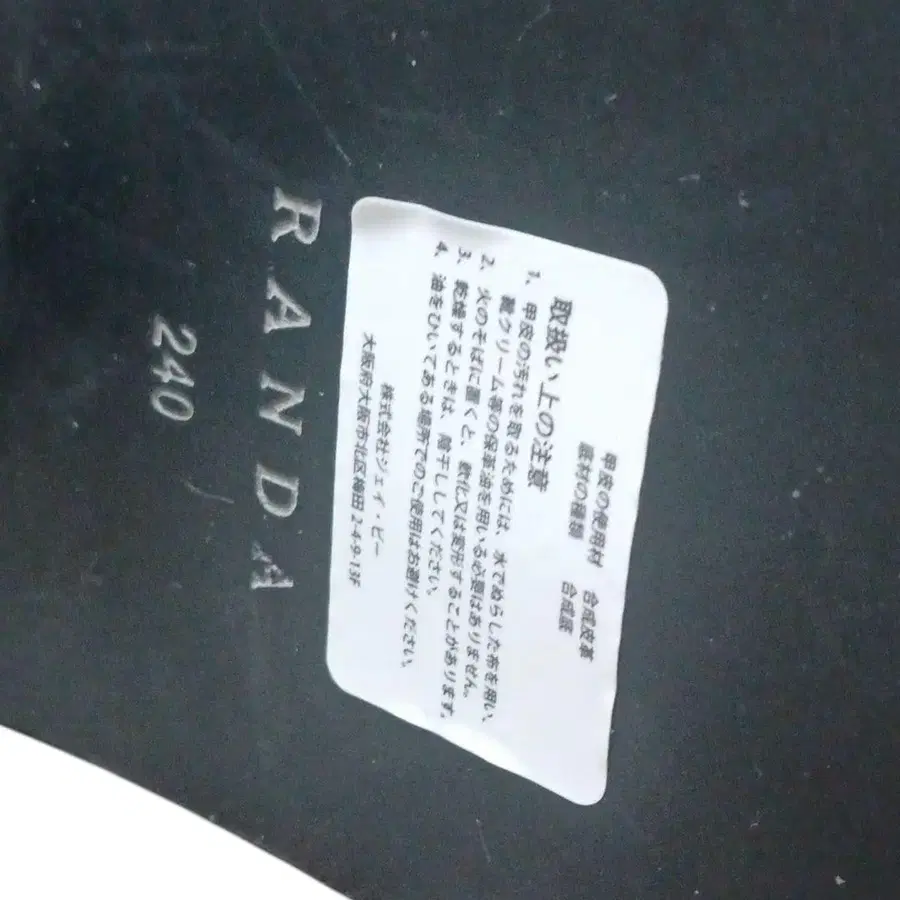 甲皮の使用材 合成皮革
底材の種類 合成底
取扱い上の注意
1、甲皮の汚れを取るためには、水でぬらした布を用い、
靴クリーム等の保革油を用いる必要はありません。
2、火のそばに置くと、軟化又は変形することがあります。
3、乾燥するときは、陰干ししてください。
4、油をひいてある場所でのご使用はお避けください。
株式会社ジェイ・ビー
大阪府大阪市北区梅田2-4-9-13F
RANDA
240